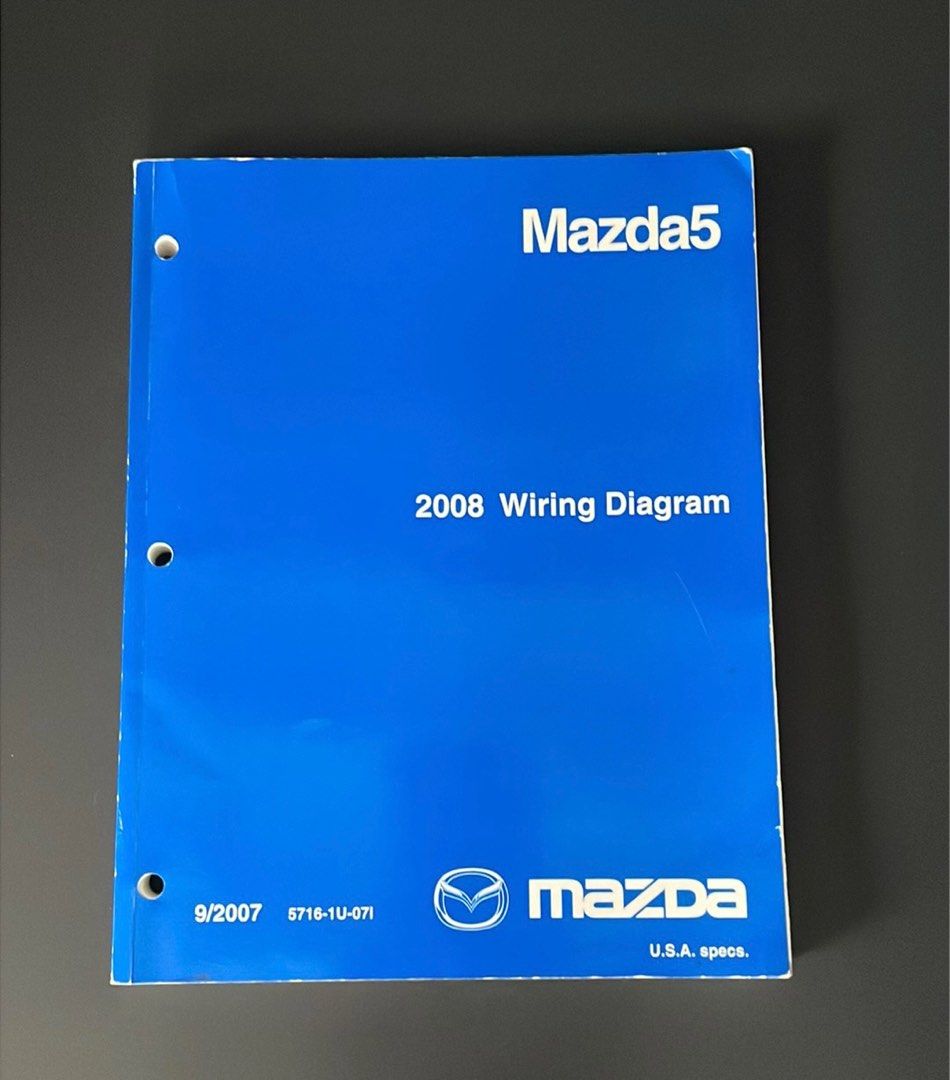 Mazda5
2008 Wiring Diagram
9/2007 5716-1U-07I
mazda
U.S.A. specs.